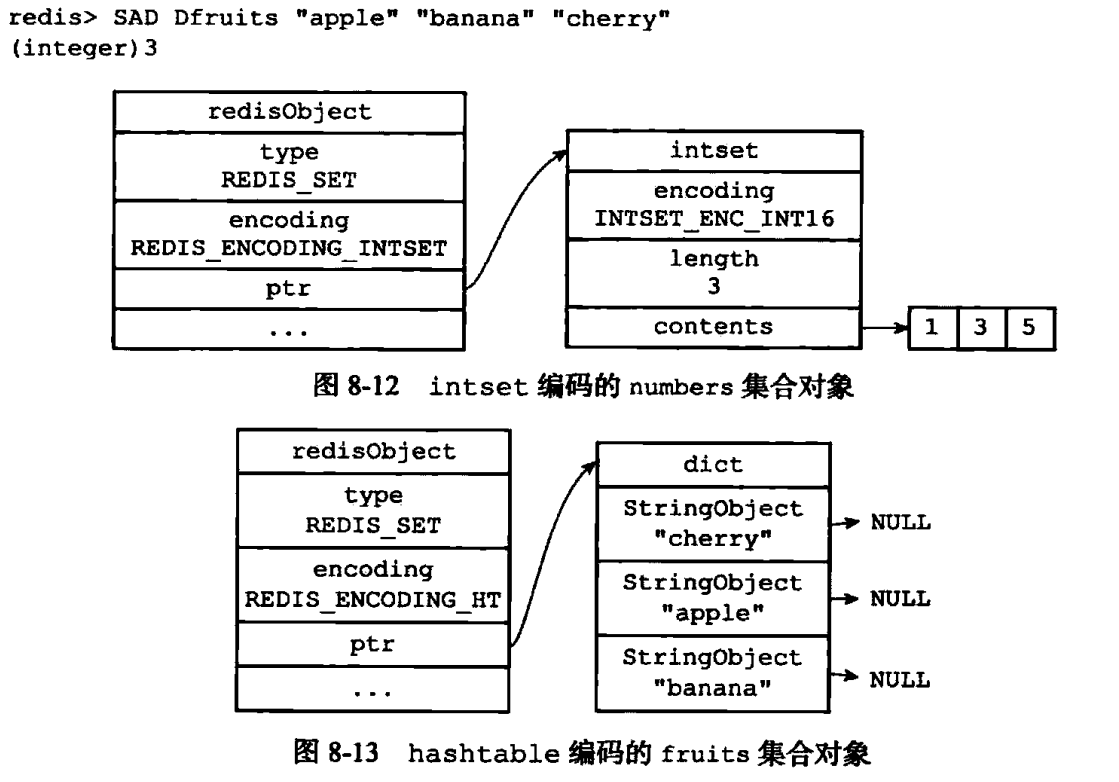 redis> SAD Dfruits "apple" "banana" "cherry"
(integer)3
redisObject
type
REDIS_SET
encoding
REDIS_ENCODING_INTSET
ptr
...
intset
encoding
INTSET_ENC_INT16
length
3
contents
1 3 5
图 8-12 intset 编码的 numbers 集合对象
redisObject
type
REDIS_SET
encoding
REDIS_ENCODING_HT
ptr
...
dict
StringObject
"cherry"
NULL
StringObject
"apple"
NULL
StringObject
"banana"
NULL
图 8-13 hashtable 编码的 fruits 集合对象